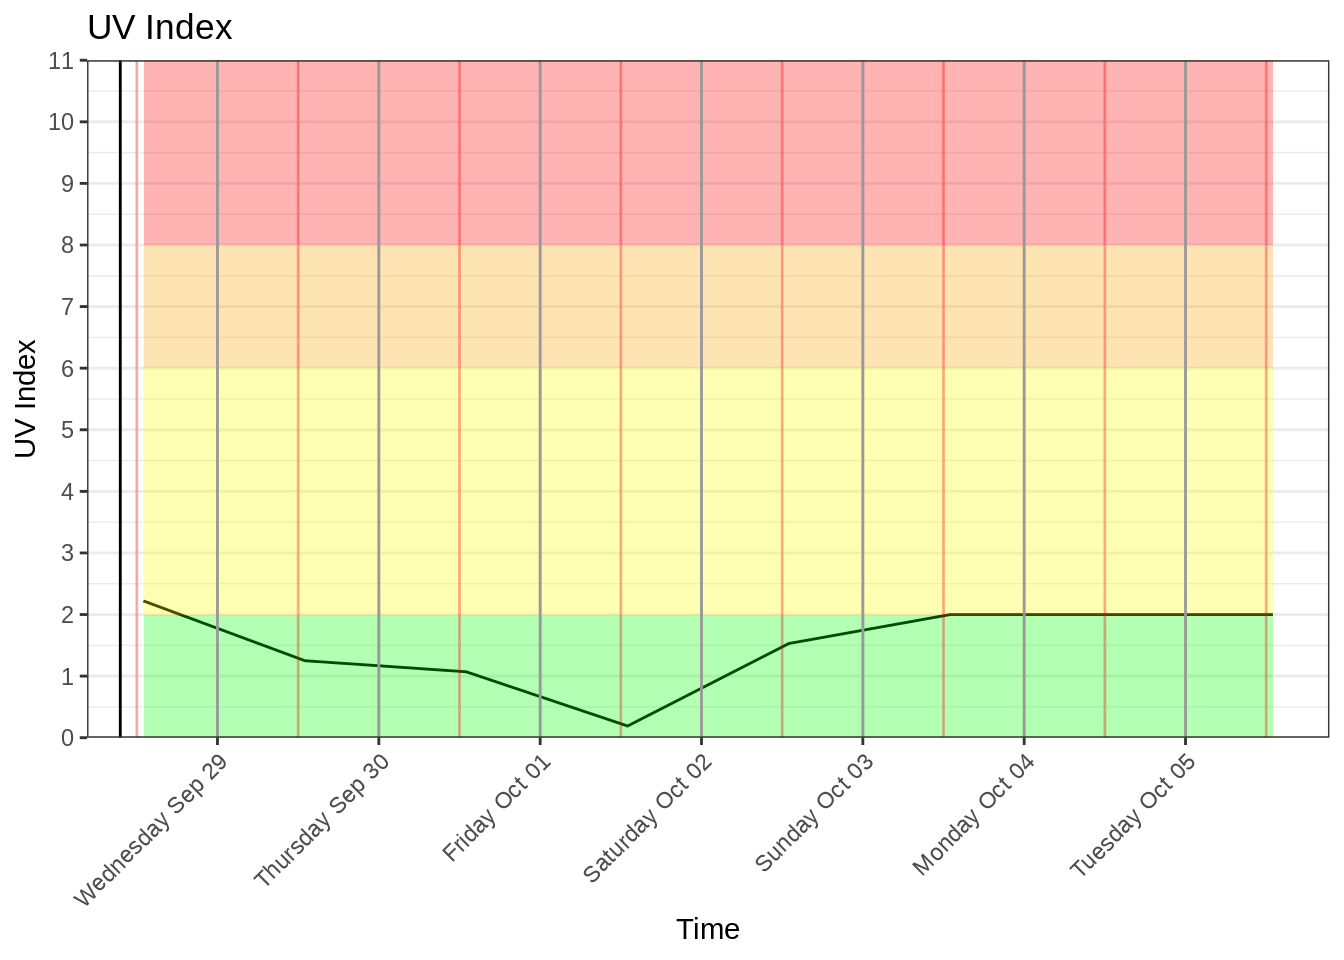 UV Index
11
10
9
8
7
6
5
4
3
2
1
0
UV Index
Wednesday Sep 29
Thursday Sep 30
Friday Oct 01
Saturday Oct 02
Sunday Oct 03
Monday Oct 04
Tuesday Oct 05
Time